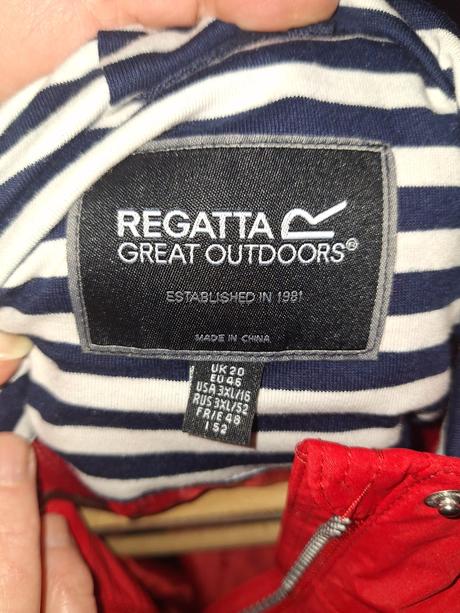 REGATTA
GREAT OUTDOORS®
ESTABLISHED IN 1981
MADE IN CHINA
UK 20
EU 46
USA 3XL/16
RUS 3XL/52
FR/E 48
I 52